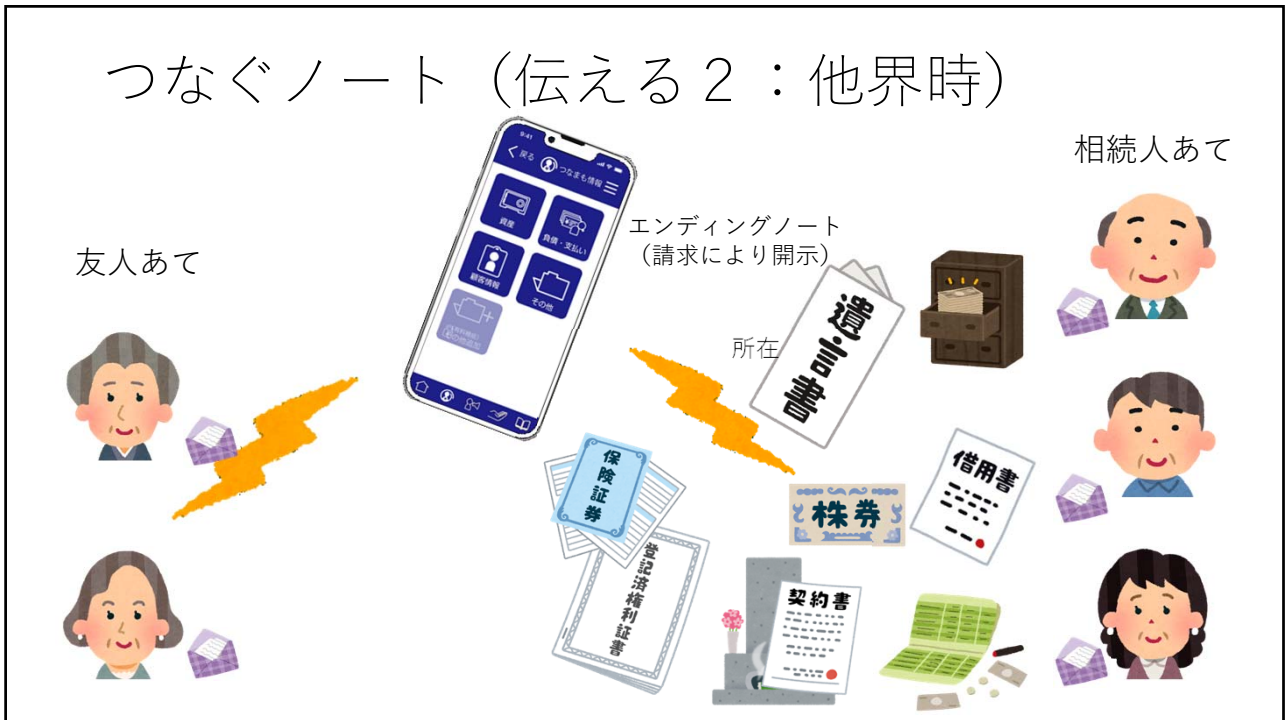 つなぐノート（伝える２：他界時）
相続人あて
友人あて
エンディングノート
（請求により開示）
所在
9:41
戻る
つなまも情報
資産
負債・支払い
顧客情報
その他
遺言書
保険証券
登記済権利証書
株券
借用書
契約書